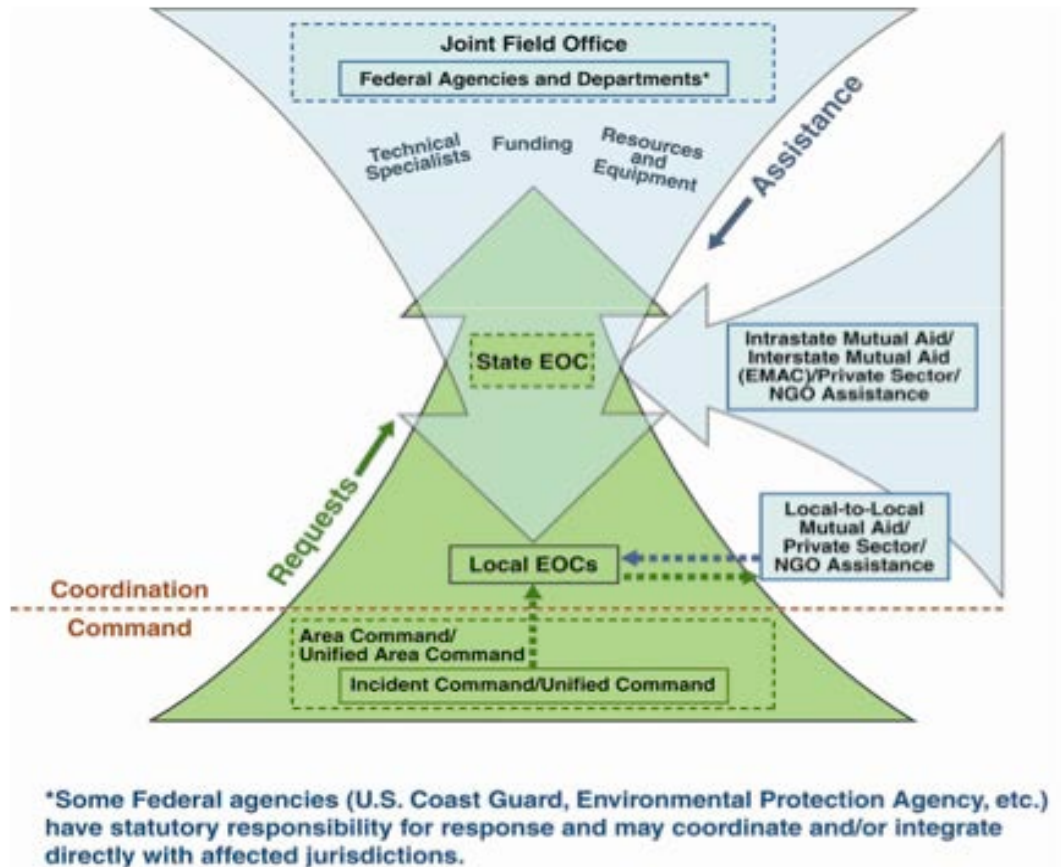 Joint Field Office
Federal Agencies and Departments*
Technical
Specialists
Funding
Resources
and
Equipment
Assistance
State EOC
Intrastate Mutual Aid/
Interstate Mutual Aid
(EMAC)/Private Sector/
NGO Assistance
Requests
Local-to-Local
Mutual Aid/
Private Sector/
NGO Assistance
Local EOCs
Coordination
Command
Area Command/
Unified Area Command
Incident Command/Unified Command
*Some Federal agencies (U.S. Coast Guard, Environmental Protection Agency, etc.)
have statutory responsibility for response and may coordinate and/or integrate
directly with affected jurisdictions.